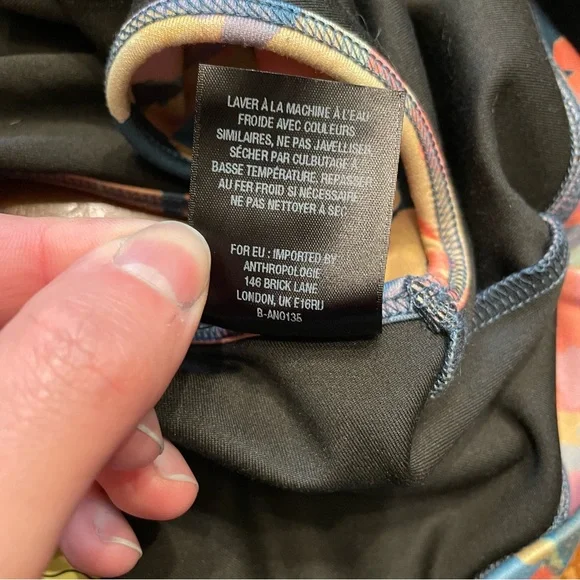 LAVER À LA MACHINE À L'EAU
FROIDE AVEC COULEURS
SIMILAIRES, NE PAS JAVELLISER,
SÉCHER PAR CULBUTAGE À
BASSE TEMPÉRATURE. REPASSER
AU FER FROID SI NÉCESSAIRE
NE PAS NETTOYER À SEC
FOR EU : IMPORTED BY
ANTHROPOLOGIE
146 BRICK LANE
LONDON, UK E16RU
B-AN0135